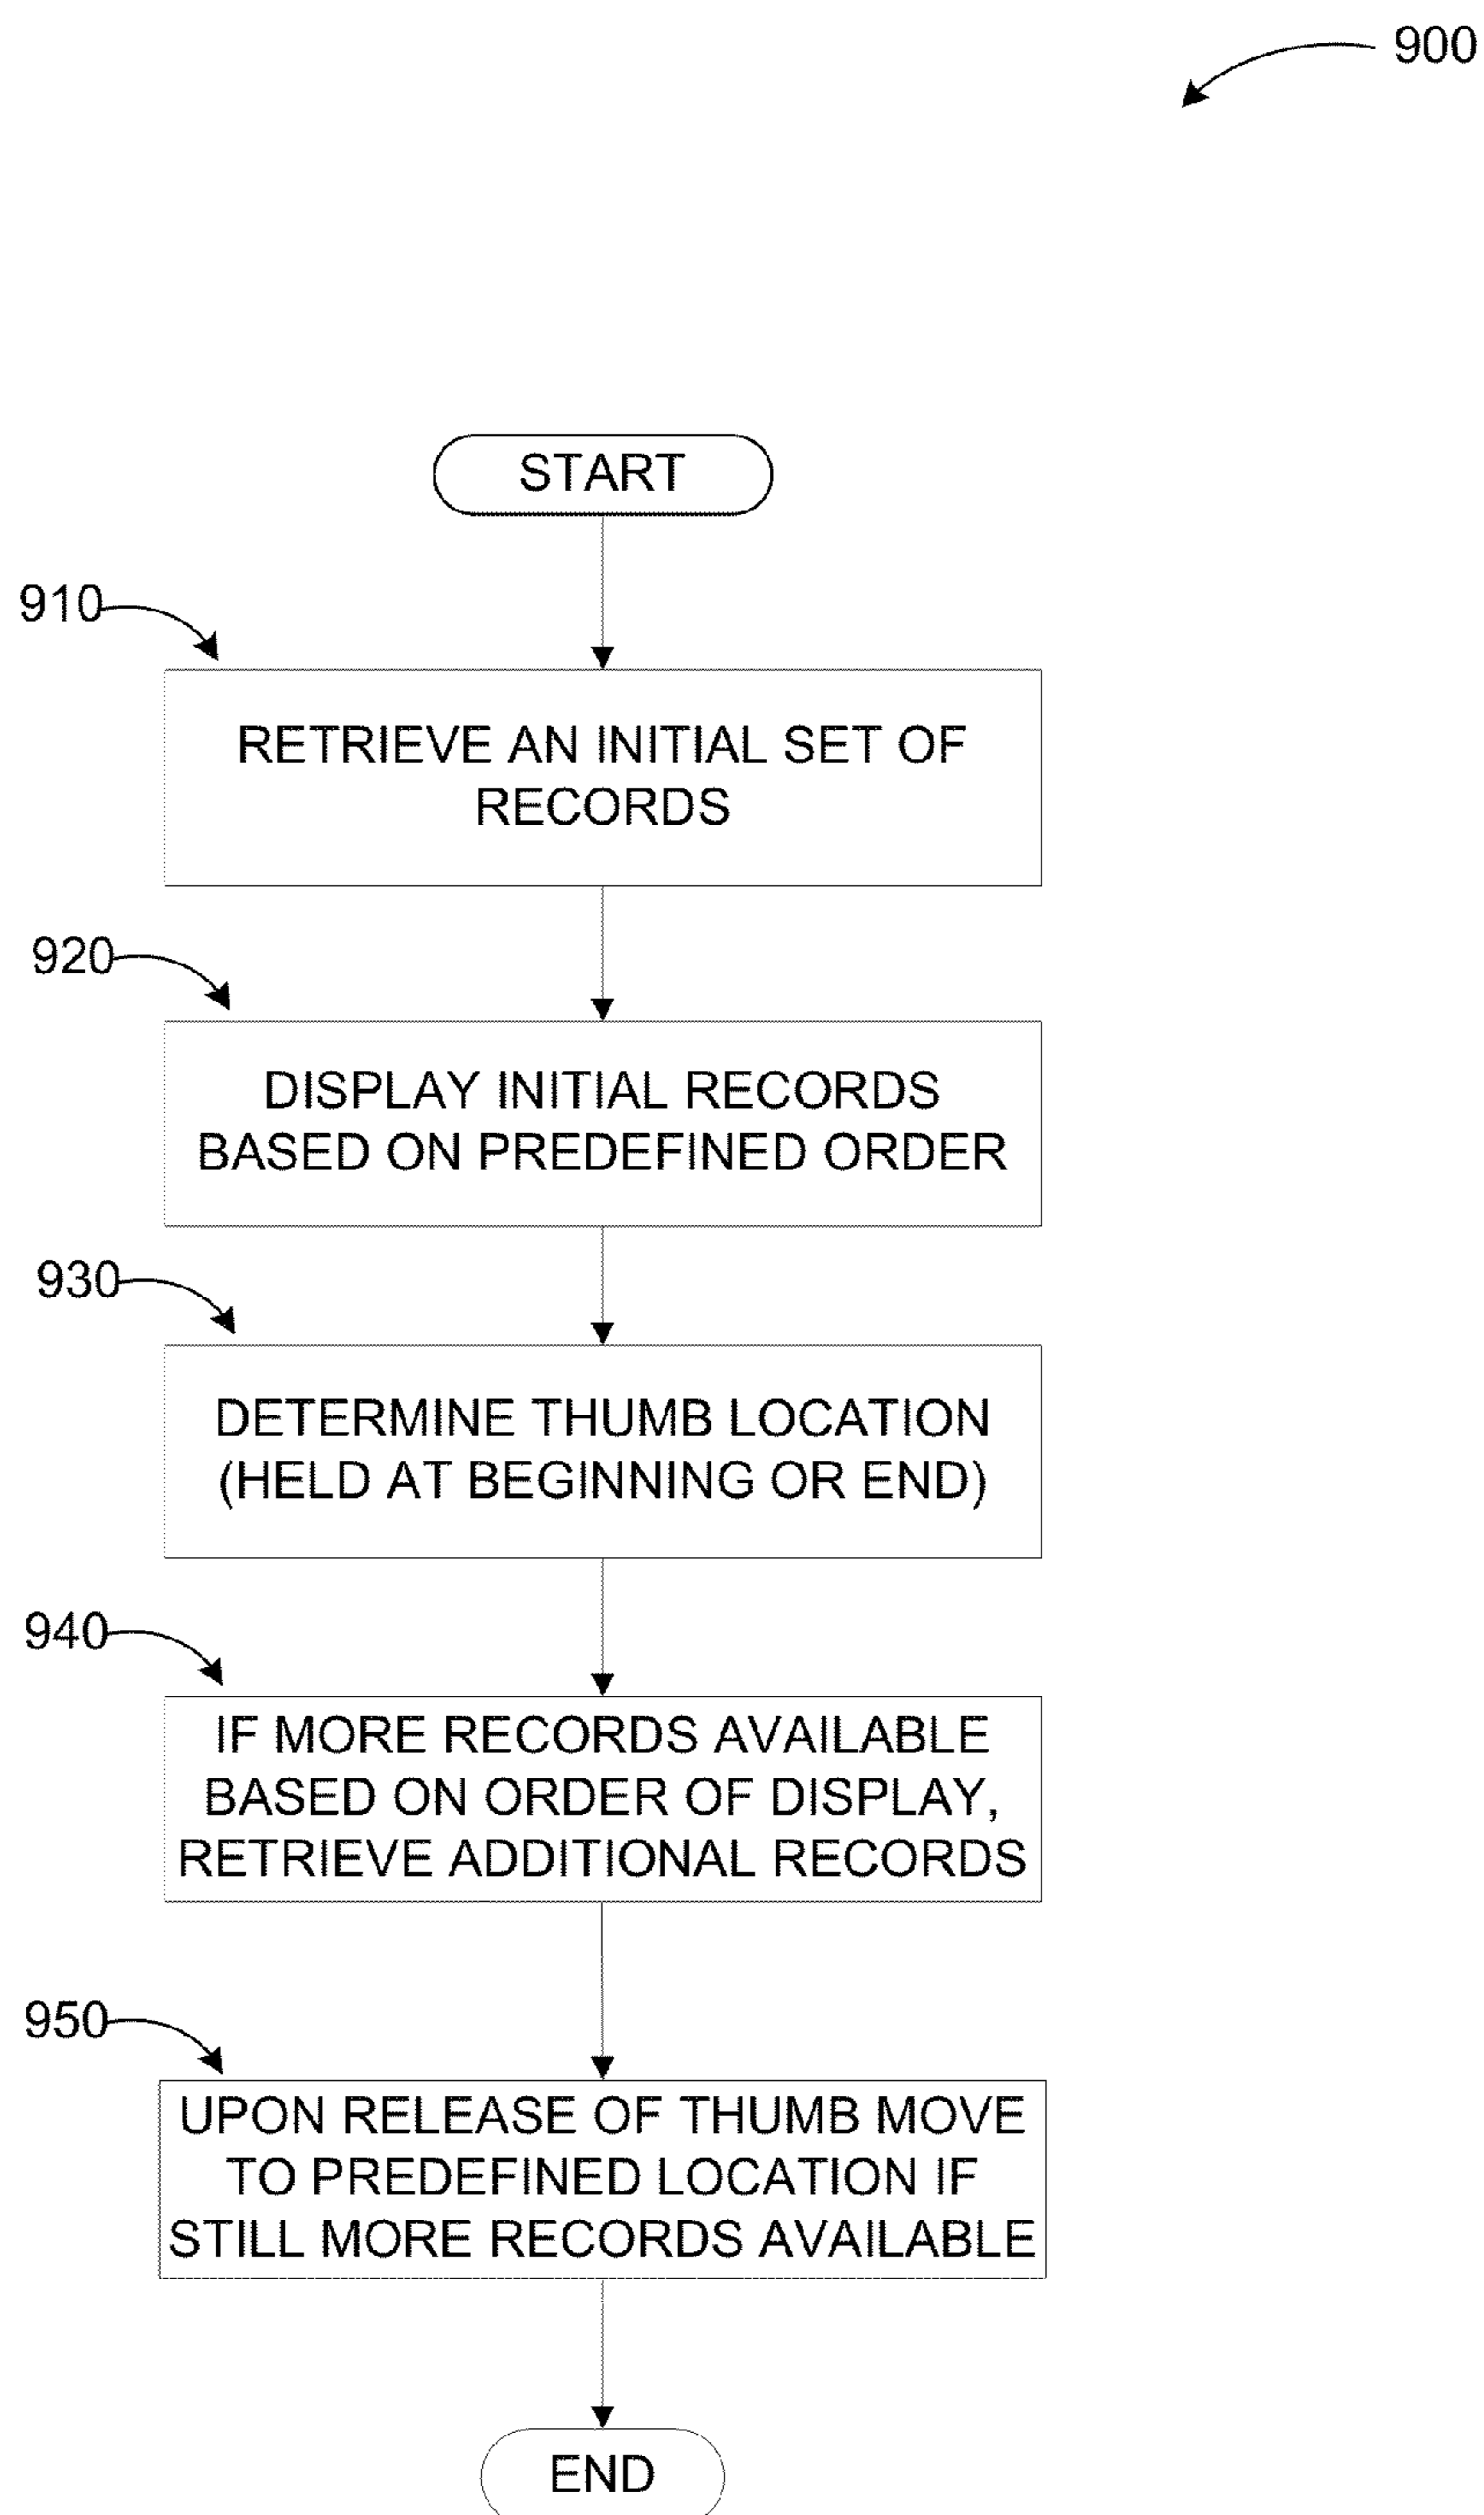 900
START
910
RETRIEVE AN INITIAL SET OF
RECORDS
920
DISPLAY INITIAL RECORDS
BASED ON PREDEFINED ORDER
930
DETERMINE THUMB LOCATION
(HELD AT BEGINNING OR END)
940
IF MORE RECORDS AVAILABLE
BASED ON ORDER OF DISPLAY,
RETRIEVE ADDITIONAL RECORDS
950
UPON RELEASE OF THUMB MOVE
TO PREDEFINED LOCATION IF
STILL MORE RECORDS AVAILABLE
END